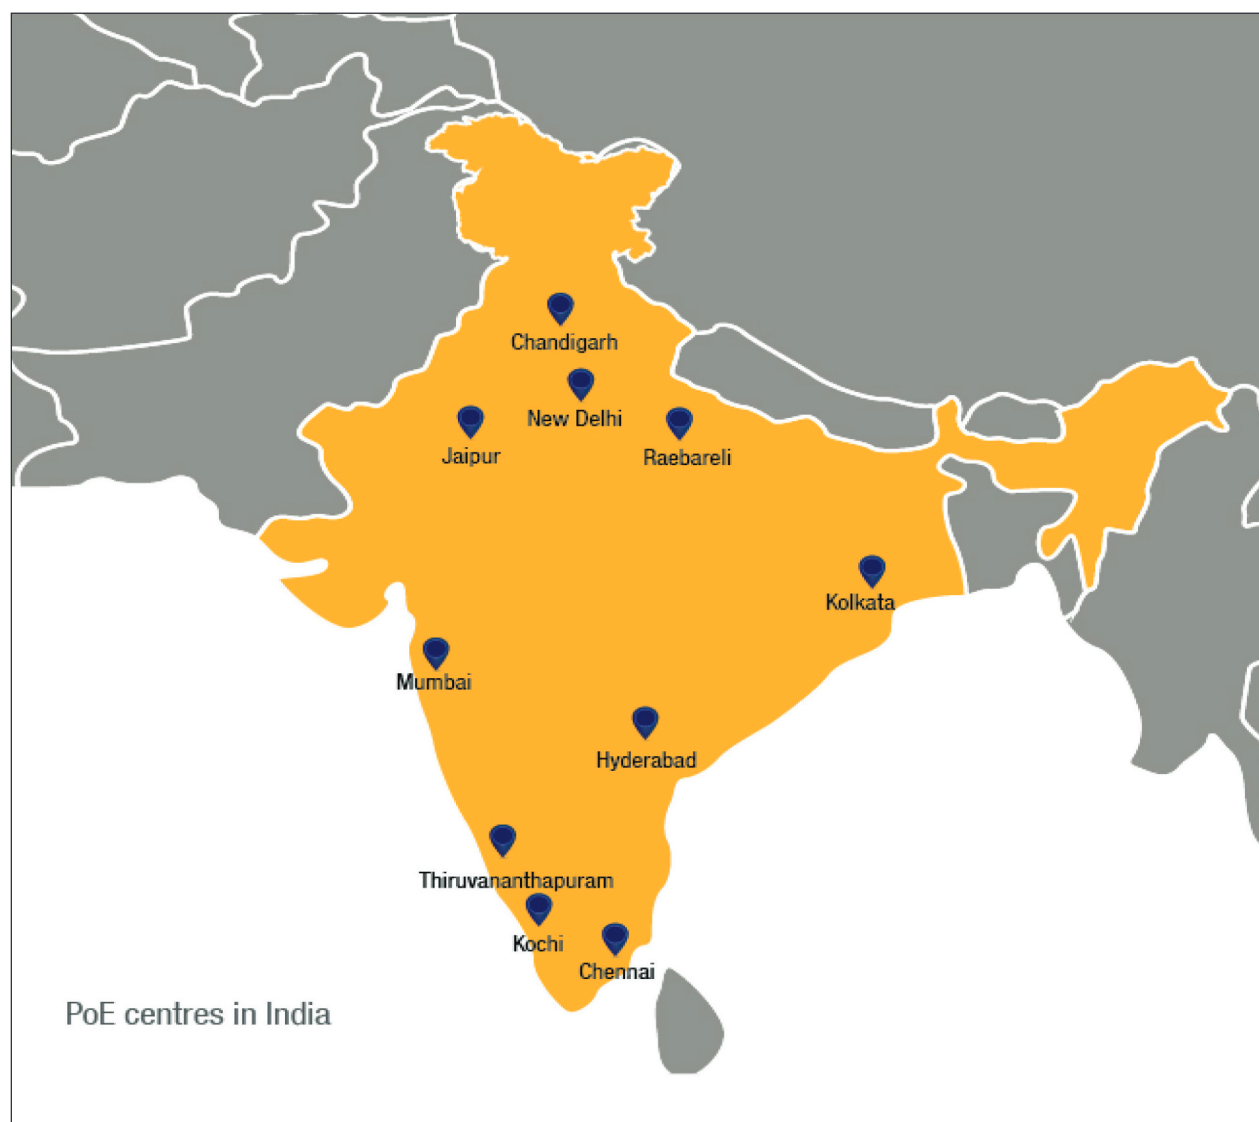 Chandigarh
New Delhi
Jaipur
Raebareli
Kolkata
Mumbai
Hyderabad
Thiruvananthapuram
Kochi
Chennai
PoE centres in India